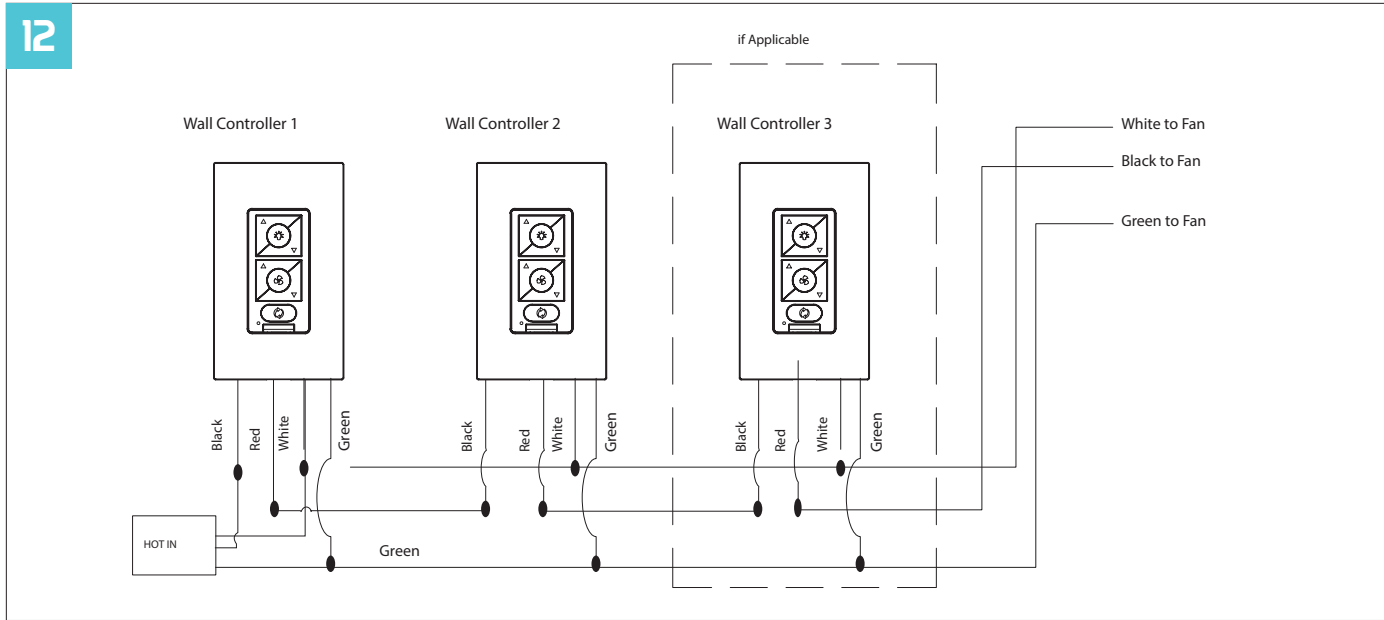 12
if Applicable
Wall Controller 1
Wall Controller 2
Wall Controller 3
White to Fan
Black to Fan
Green to Fan
Black
Red
White
Green
Black
Red
White
Green
Black
Red
White
Green
HOT IN
Green